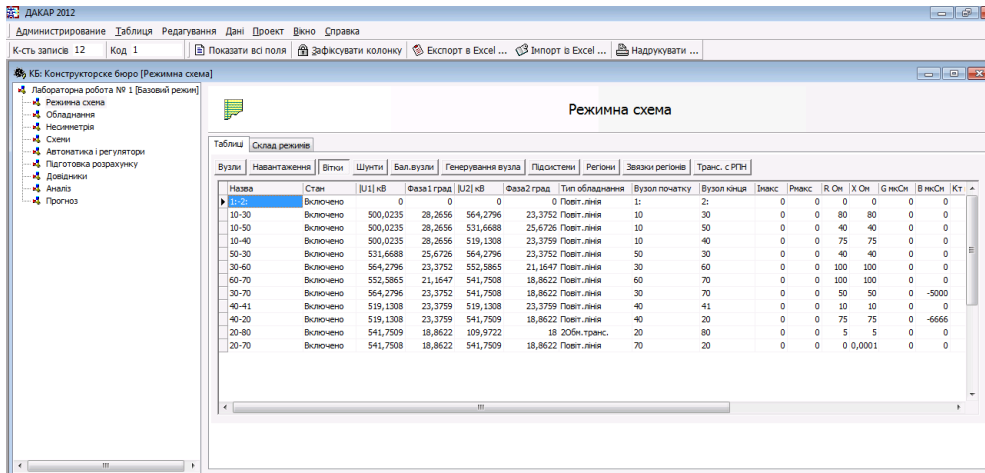 ДАКАР 2012
Администрирование Таблиця Редагування Дані Проект Вікно Справка
К-сть записів 12 Код 1 Показати всі поля Зафіксувати колонку Експорт в Excel ... Імпорт із Excel ... Надрукувати ...
КБ: Конструкторске бюро [Режимна схема]
Лабораторна робота № 1 [Базовий режим]
Режимна схема
Обладнання
Несиметрія
Схеми
Автоматика і регулятори
Підготовка розрахунку
Довідники
Аналіз
Прогноз
Режимна схема
Таблиці Склад режимів
Вузли Навантаження Вітки Шунти Бал.вузли Генерування вузла Підсистеми Регіони Звязки регіонів Транс. с РПН
Назва Стан |U1| кВ Фаза1 град |U2| кВ Фаза2 град Тип обладнання Вузол початку Вузол кінця Iмакс Pмакс R Ом X Ом G мкСм B мкСм Кт
1:-2: Включено 0 0 0 0 Повіт.лінія 1: 2: 0 0 0 0 0 0
10-30 Включено 500,0235 28,2656 564,2796 23,3752 Повіт.лінія 10 30 0 0 80 80 0 0
10-50 Включено 500,0235 28,2656 531,6688 25,6726 Повіт.лінія 10 50 0 0 40 40 0 0
10-40 Включено 500,0235 28,2656 519,1308 23,3759 Повіт.лінія 10 40 0 0 75 75 0 0
50-30 Включено 531,6688 25,6726 564,2796 23,3752 Повіт.лінія 50 30 0 0 40 40 0 0
30-60 Включено 564,2796 23,3752 552,5865 21,1647 Повіт.лінія 30 60 0 0 100 100 0 0
60-70 Включено 552,5865 21,1647 541,7508 18,8622 Повіт.лінія 60 70 0 0 100 100 0 0
30-70 Включено 564,2796 23,3752 541,7508 18,8622 Повіт.лінія 30 70 0 0 50 50 0 -5000
40-41 Включено 519,1308 23,3759 519,1308 23,3759 Повіт.лінія 40 41 0 0 10 10 0 0
40-20 Включено 519,1308 23,3759 541,7509 18,8622 Повіт.лінія 40 20 0 0 75 75 0 -6666
20-80 Включено 541,7509 18,8622 109,9722 18 2Обм.транс. 20 80 0 0 5 5 0 0
20-70 Включено 541,7508 18,8622 541,7509 18,8622 Повіт.лінія 70 20 0 0 0 0,0001 0 0